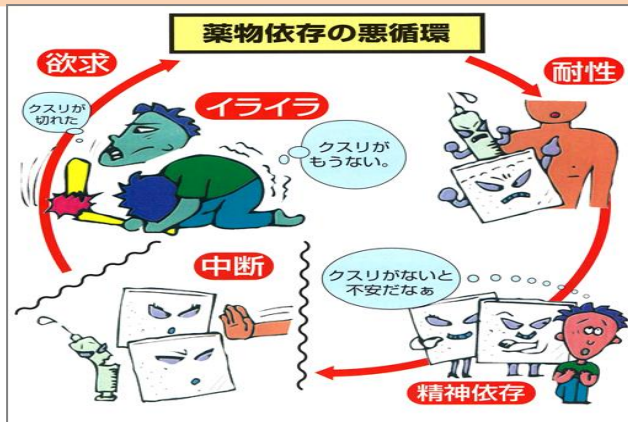 薬物依存の悪循環
欲求
耐性
イライラ
クスリが
切れた
クスリが
もうない。
中断
クスリがないと
不安だなぁ
精神依存